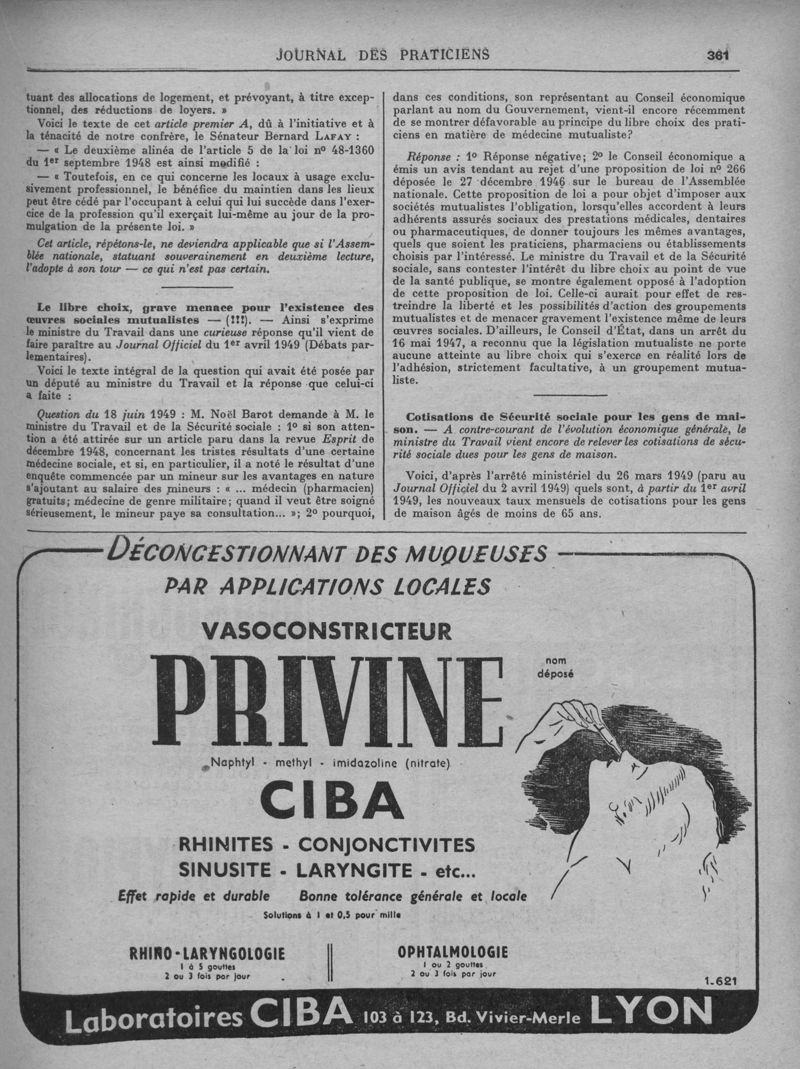 JOURNAL DES PRATICIENS
361
tuant des allocations de logement, et prévoyant, à titre excep-
tionnel, des réductions de loyers. »
Voici le texte de cet article premier A, dû à l'initiative et à
la ténacité de notre confrère, le Sénateur Bernard LAFAY :
— « Le deuxième alinéa de l'article 5 de la loi nº 48-1360
du 1er septembre 1948 est ainsi modifié :
— « Toutefois, en ce qui concerne les locaux à usage exclu-
sivement professionnel, le bénéfice du maintien dans les lieux
peut être cédé par l'occupant à celui qui lui succède dans l'exer-
cice de la profession qu'il exerçait lui-même au jour de la pro-
mulgation de la présente loi. »
Cet article, répétons-le, ne deviendra applicable que si l'Assem-
blée nationale, statuant souverainement en deuxième lecture,
l'adopte à son tour — ce qui n'est pas certain.
Le libre choix, grave menace pour l'existence des
œuvres sociales mutualistes — (!!!). — Ainsi s'exprime
le ministre du Travail dans une curieuse réponse qu'il vient de
faire paraître au Journal Officiel du 1er avril 1949 (Débats par-
lementaires).
Voici le texte intégral de la question qui avait été posée par
un député au ministre du Travail et la réponse que celui-ci
a faite :
Question du 18 juin 1949 : M. Noël Barot demande à M. le
ministre du Travail et de la Sécurité sociale : 1º si son atten-
tion a été attirée sur un article paru dans la revue Esprit de
décembre 1948, concernant les tristes résultats d'une certaine
médecine sociale, et si, en particulier, il a noté le résultat d'une
enquête commencée par un mineur sur les avantages en nature
s'ajoutant au salaire des mineurs : « ... médecin (pharmacien)
gratuits; médecine de genre militaire; quand il veut être soigné
sérieusement, le mineur paye sa consultation... »; 2º pourquoi,
dans ces conditions, son représentant au Conseil économique
parlant au nom du Gouvernement, vient-il encore récemment
de se montrer défavorable au principe du libre choix des prati-
ciens en matière de médecine mutualiste?
Réponse : 1º Réponse négative; 2º le Conseil économique a
émis un avis tendant au rejet d'une proposition de loi nº 266
déposée le 27 décembre 1946 sur le bureau de l'Assemblée
nationale. Cette proposition de loi a pour objet d'imposer aux
sociétés mutualistes l'obligation, lorsqu'elles accordent à leurs
adhérents assurés sociaux des prestations médicales, dentaires
ou pharmaceutiques, de donner toujours les mêmes avantages,
quels que soient les praticiens, pharmaciens ou établissements
choisis par l'intéressé. Le ministre du Travail et de la Sécurité
sociale, sans contester l'intérêt du libre choix au point de vue
de la santé publique, se montre également opposé à l'adoption
de cette proposition de loi. Celle-ci aurait pour effet de res-
treindre la liberté et les possibilités d'action des groupements
mutualistes et de menacer gravement l'existence même de leurs
œuvres sociales. D'ailleurs, le Conseil d'État, dans un arrêt du
16 mai 1947, a reconnu que la législation mutualiste ne porte
aucune atteinte au libre choix qui s'exerce en réalité lors de
l'adhésion, strictement facultative, à un groupement mutua-
liste.
Cotisations de Sécurité sociale pour les gens de mai-
son. — A contre-courant de l'évolution économique générale, le
ministre du Travail vient encore de relever les cotisations de sécu-
rité sociale dues pour les gens de maison.
Voici, d'après l'arrêté ministériel du 26 mars 1949 (paru au
Journal Officiel du 2 avril 1949) quels sont, à partir du 1er avril
1949, les nouveaux taux mensuels de cotisations pour les gens
de maison âgés de moins de 65 ans.
DÉCONGESTIONNANT DES MUQUEUSES
PAR APPLICATIONS LOCALES
VASOCONSTRICTEUR
PRIVINE
nom
déposé
Naphtyl - methyl - imidazoline (nitrate)
CIBA
RHINITES - CONJONCTIVITES
SINUSITE - LARYNGITE - etc...
Effet rapide et durable Bonne tolérance générale et locale
Solutions à 1 et 0,5 pour mille
RHINO-LARYNGOLOGIE
1 à 5 gouttes
2 ou 3 fois par jour
OPHTALMOLOGIE
1 ou 2 gouttes
2 ou 3 fois par jour
1-621
Laboratoires CIBA 103 à 123, Bd. Vivier-Merle LYON